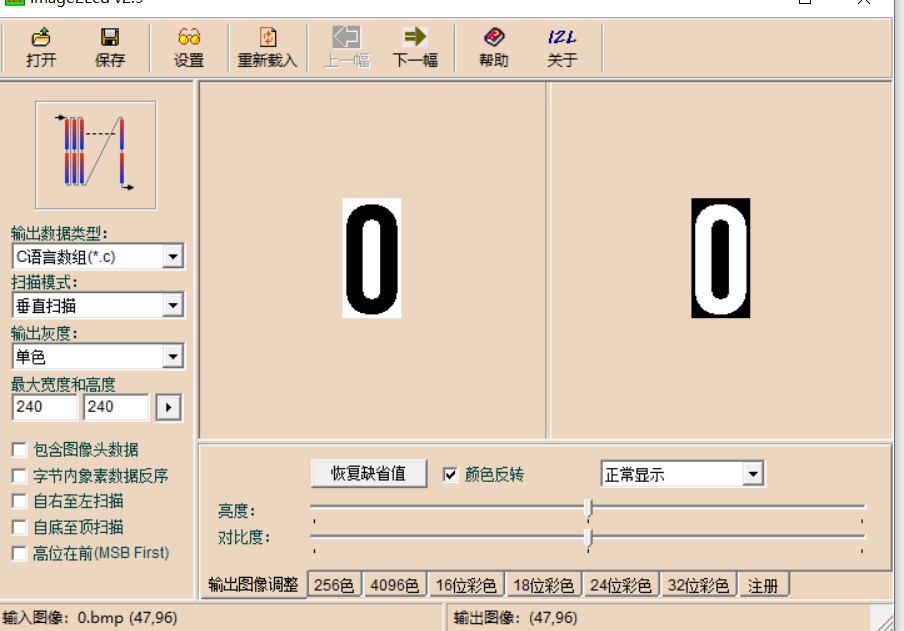 Image2Lcd v2.9
打开 保存 设置 重新载入 上一幅 下一幅 帮助 I2L 关于
输出数据类型:
C语言数组(*.c)
扫描模式:
垂直扫描
输出灰度:
单色
最大宽度和高度
240 240
包含图像头数据
字节内象素数据反序
自右至左扫描
自底至顶扫描
高位在前(MSB First)
0 0
恢复缺省值 颜色反转 正常显示
亮度:
对比度:
输出图像调整 256色 4096色 16位彩色 18位彩色 24位彩色 32位彩色 注册
输入图像: 0.bmp (47,96) 输出图像: (47,96)